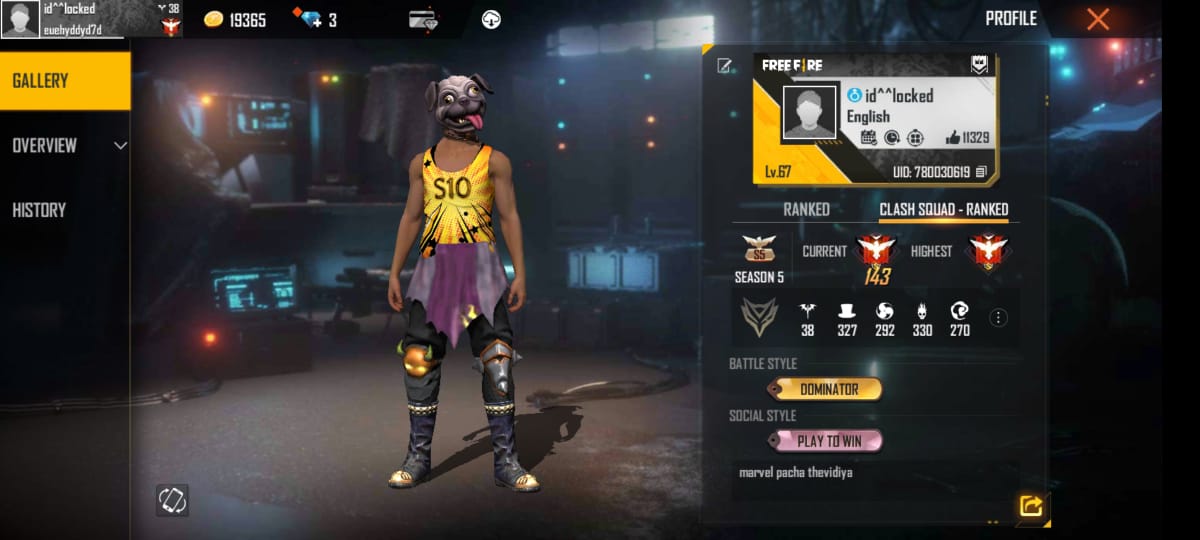 id^^locked
38
euehyddyd7d
19365
3
PROFILE
GALLERY
OVERVIEW
HISTORY
S10
FREE FIRE
id^^locked
English
11329
Lv.67
UID: 780030619
RANKED
CLASH SQUAD - RANKED
S5
SEASON 5
CURRENT
143
HIGHEST
38 327 292 330 270
BATTLE STYLE
DOMINATOR
SOCIAL STYLE
PLAY TO WIN
marvel pacha thevidiya